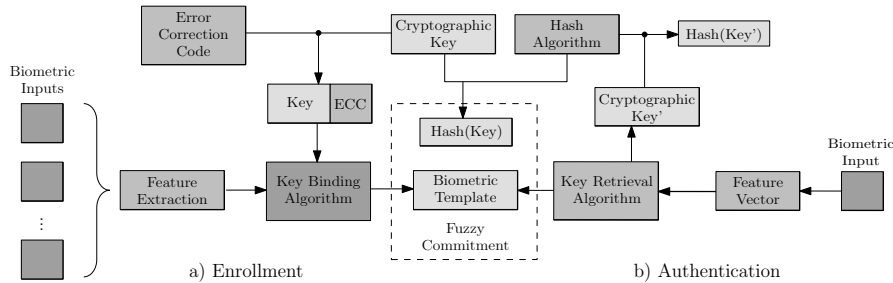 Error
Correction
Code
Cryptographic
Key
Hash
Algorithm
Hash(Key')
Biometric
Inputs
Key
ECC
Hash(Key)
Cryptographic
Key'
Biometric
Input
Feature
Extraction
Key Binding
Algorithm
Biometric
Template
Key Retrieval
Algorithm
Feature
Vector
Fuzzy
Commitment
a) Enrollment
b) Authentication